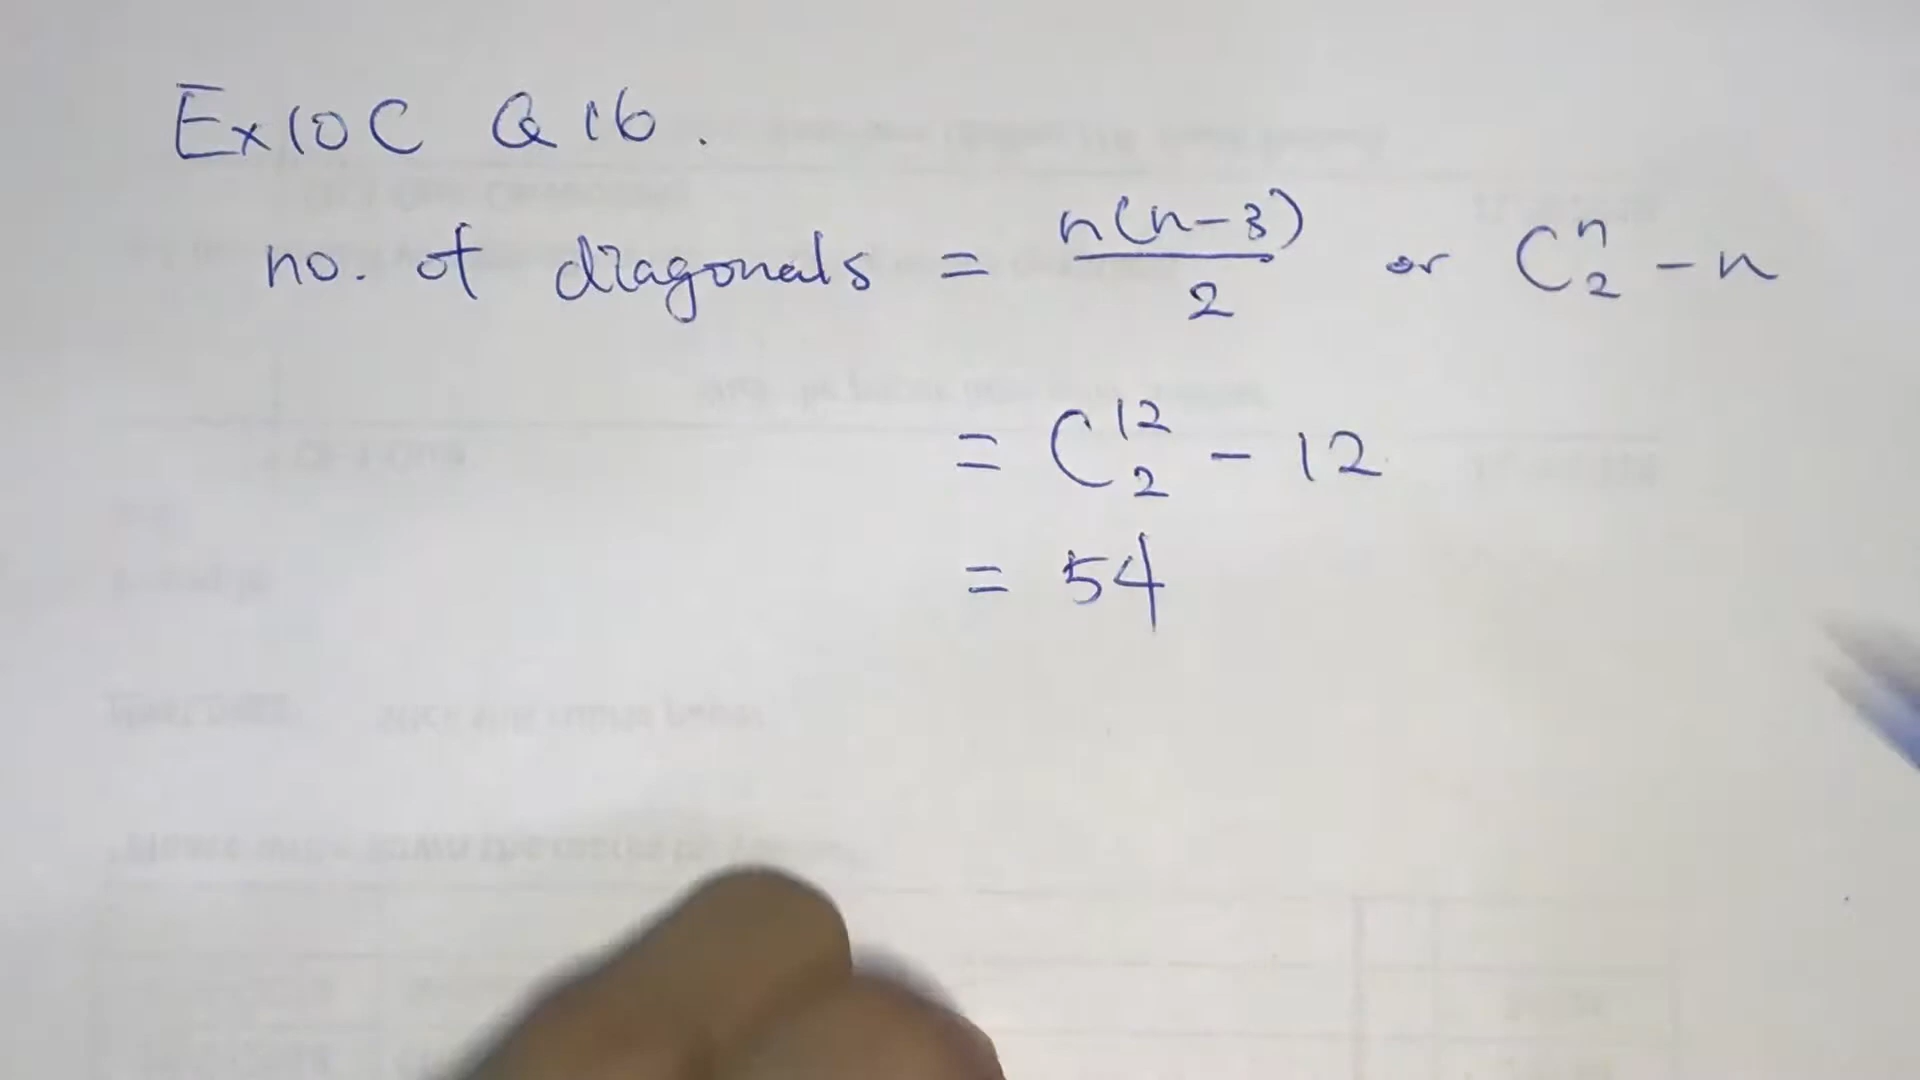 Ex10C Q16.
no. of diagonals = n(n-3)/2 or C^n_2 - n
= C^12_2 - 12
= 54